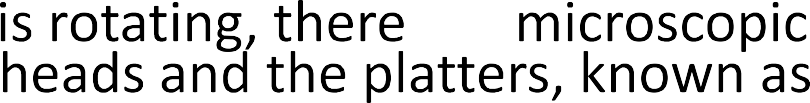 is rotating, there microscopic
heads and the platters, known as